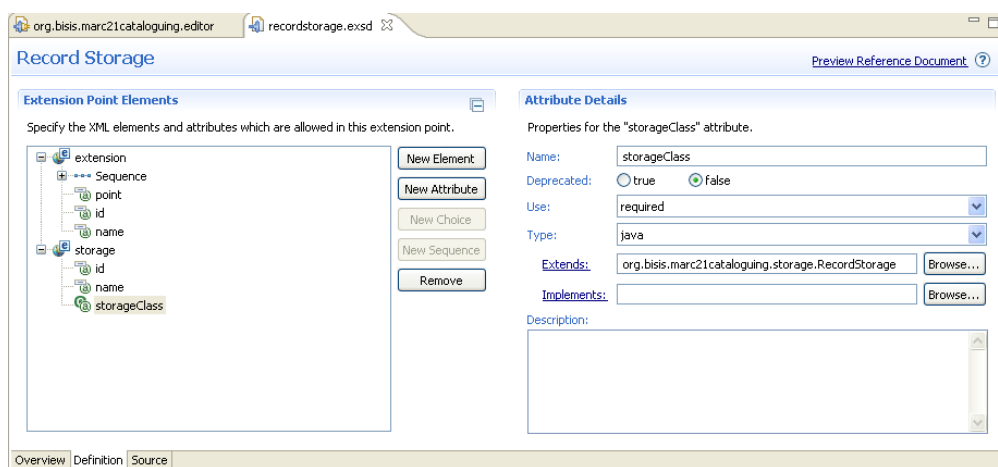 org.bisis.marc21cataloguing.editor
recordstorage.exsd
Record Storage
Preview Reference Document
Extension Point Elements
Specify the XML elements and attributes which are allowed in this extension point.
extension
Sequence
point
id
name
storage
id
name
storageClass
New Element
New Attribute
New Choice
New Sequence
Remove
Attribute Details
Properties for the "storageClass" attribute.
Name: storageClass
Deprecated: true false
Use: required
Type: java
Extends: org.bisis.marc21cataloguing.storage.RecordStorage Browse...
Implements: Browse...
Description:
Overview Definition Source